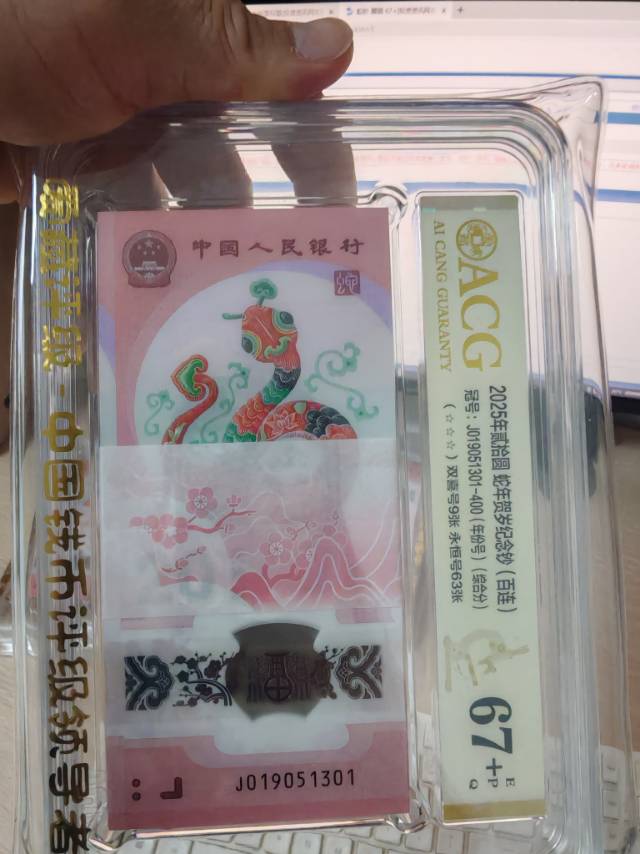 爱藏评级·中国钱币评级领导者
中国人民银行
J019051301
ACG
AI CANG GUARANTY
2025年贰拾圆 蛇年贺岁纪念钞（百连）
冠号：J019051301-400（年份号）（综合分）
（☆☆☆）双喜号9张 永恒号63张
67+
E
P
Q